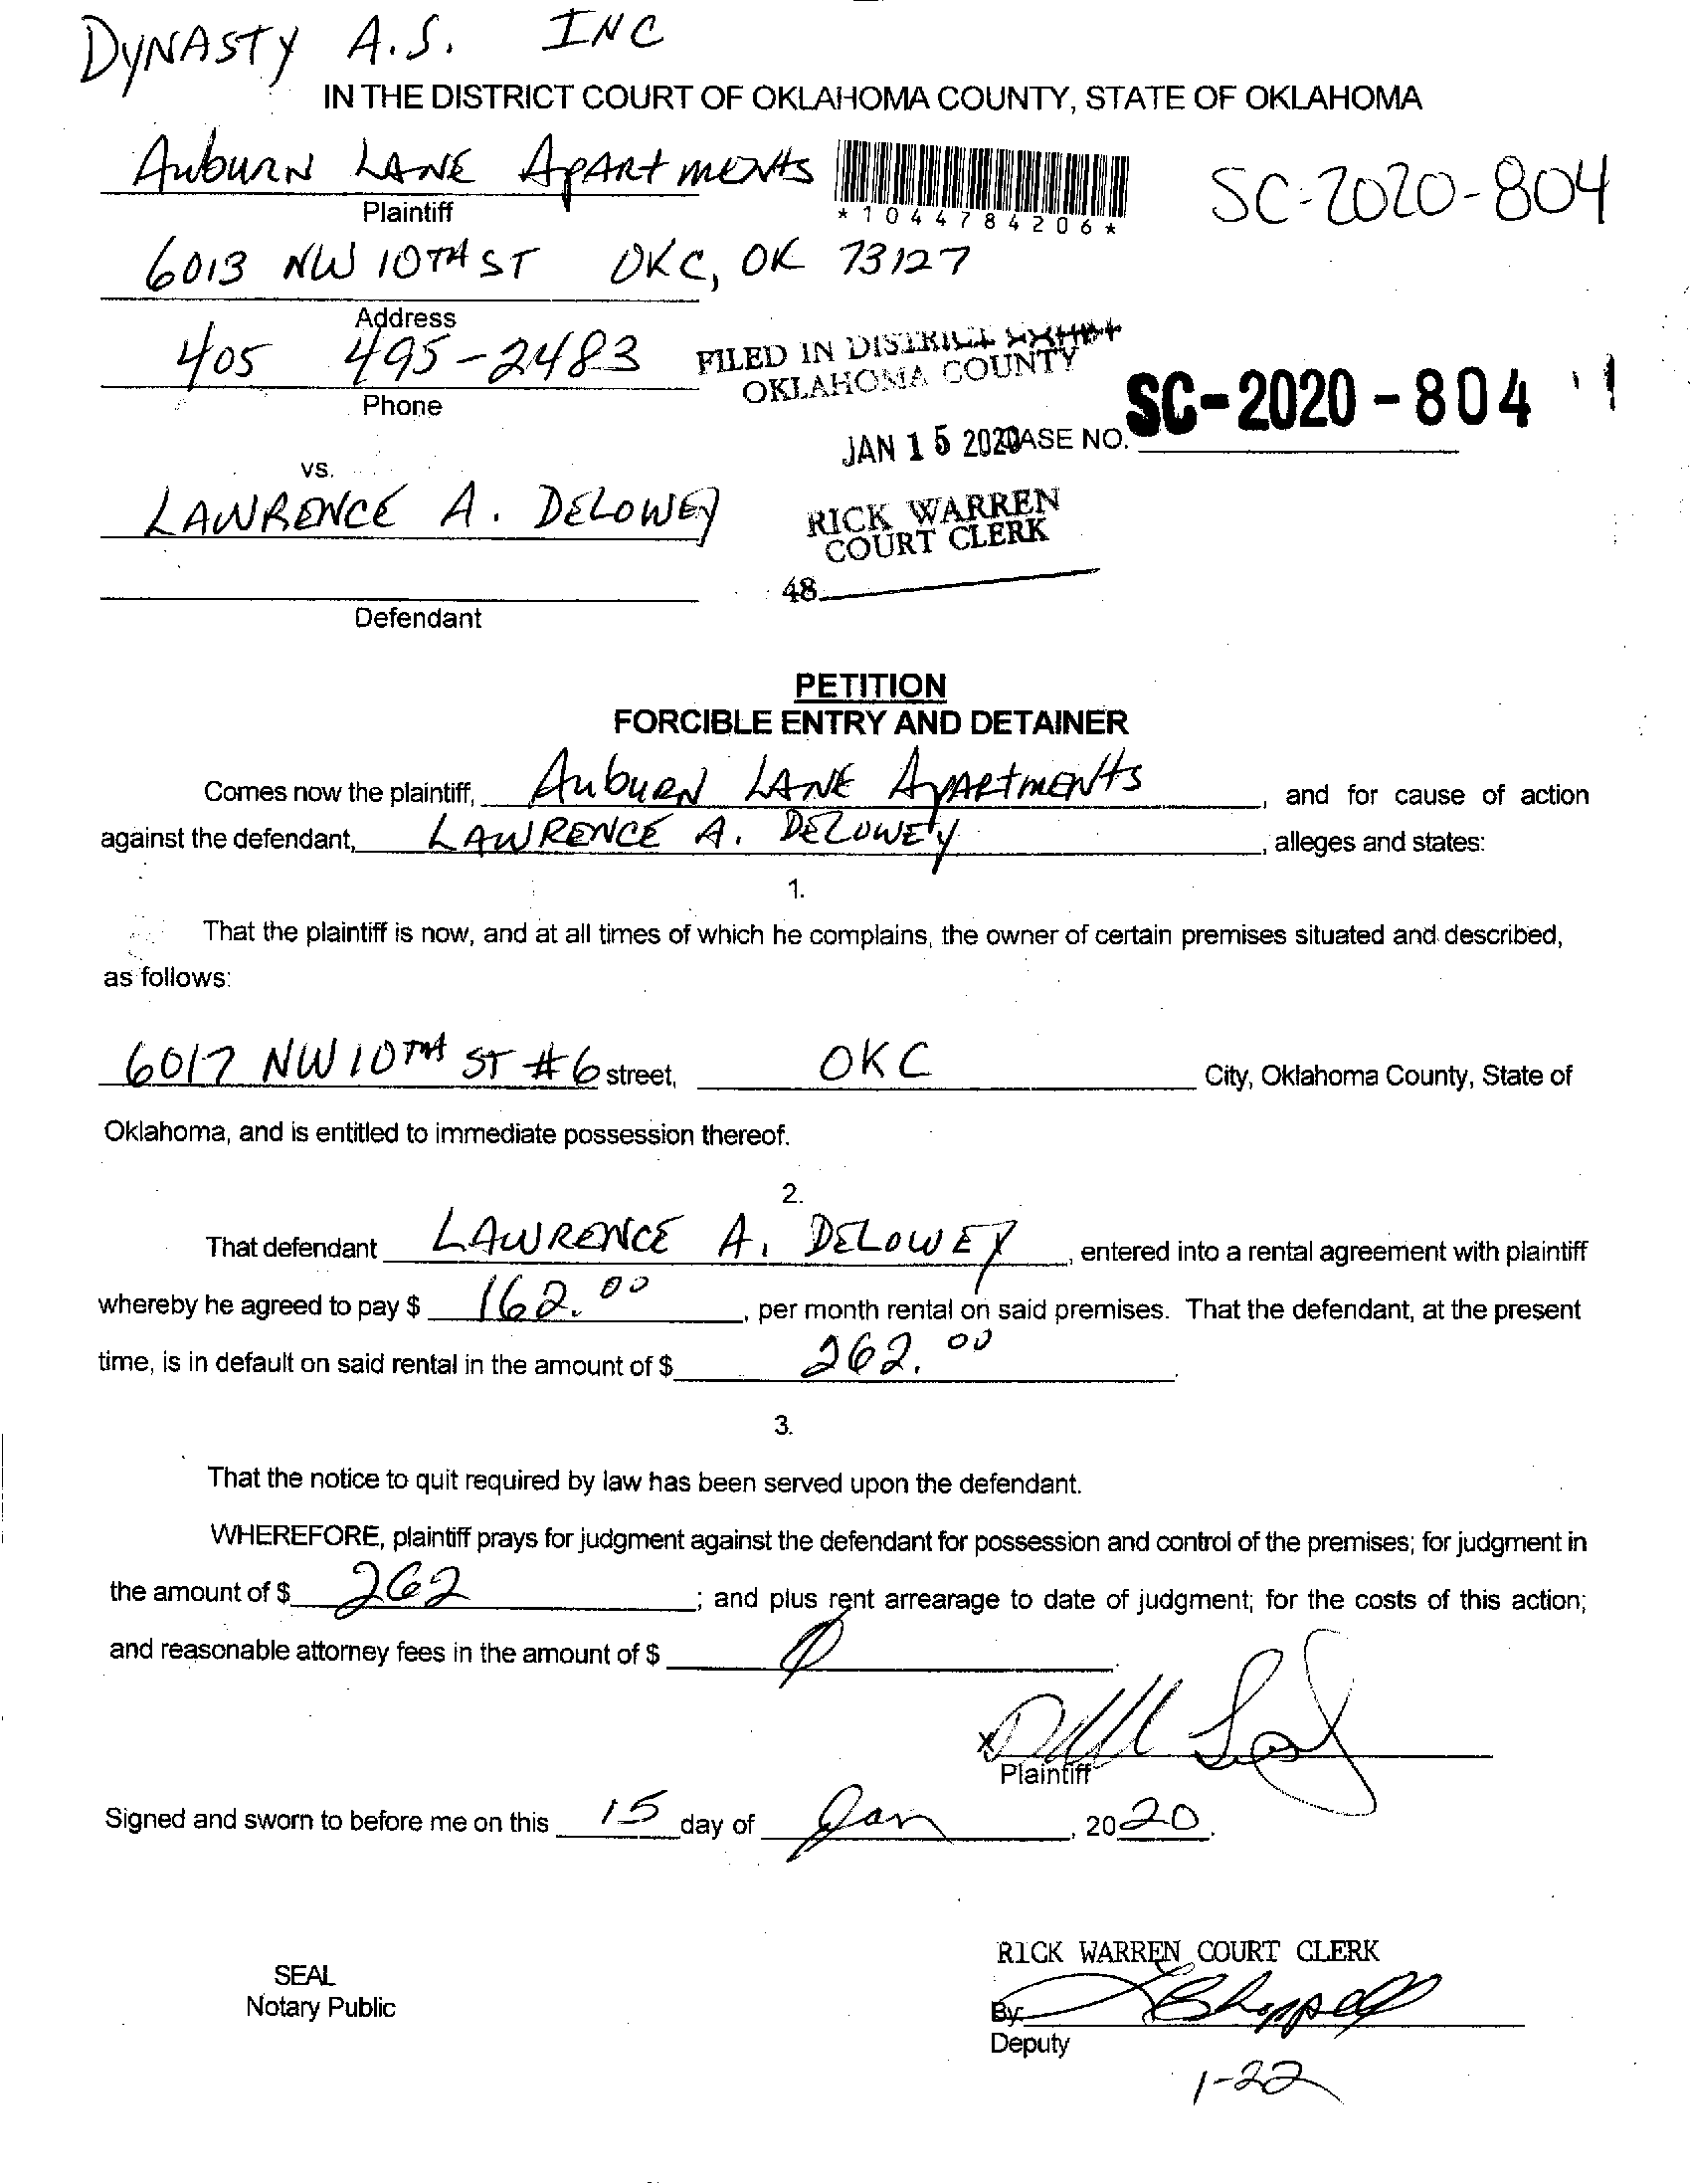 DYNASTY A.S. INC
IN THE DISTRICT COURT OF OKLAHOMA COUNTY, STATE OF OKLAHOMA
AubuRN LANE APARtmENts
Plaintiff
*1044784206*
SC-2020-804
6013 NW 10TH ST OKC, OK 73127
Address
405 495-2483
Phone
FILED IN DISTRICT
OKLAHOMA COUNTY
JAN 15 2020
CASE NO. SC-2020-804
vs.
LAWRENCE A. DELOWEY
RICK WARREN
COURT CLERK
48
Defendant
PETITION
FORCIBLE ENTRY AND DETAINER
Comes now the plaintiff, AubuRN LANE APARtmENts, and for cause of action
against the defendant, LAWRENCE A. DELOWEY, alleges and states:
1.
That the plaintiff is now, and at all times of which he complains, the owner of certain premises situated and described,
as follows:
6017 NW 10TH ST #6 street, OKC City, Oklahoma County, State of
Oklahoma, and is entitled to immediate possession thereof.
2.
That defendant LAWRENCE A. DELOWEY, entered into a rental agreement with plaintiff
whereby he agreed to pay $ 162.00, per month rental on said premises. That the defendant, at the present
time, is in default on said rental in the amount of $ 262.00.
3.
That the notice to quit required by law has been served upon the defendant.
WHEREFORE, plaintiff prays for judgment against the defendant for possession and control of the premises; for judgment in
the amount of $ 262; and plus rent arrearage to date of judgment; for the costs of this action;
and reasonable attorney fees in the amount of $ Ø.
X
Plaintiff
Signed and sworn to before me on this 15 day of Jan, 2020.
RICK WARREN COURT CLERK
SEAL
Notary Public
By:
Deputy
1-22